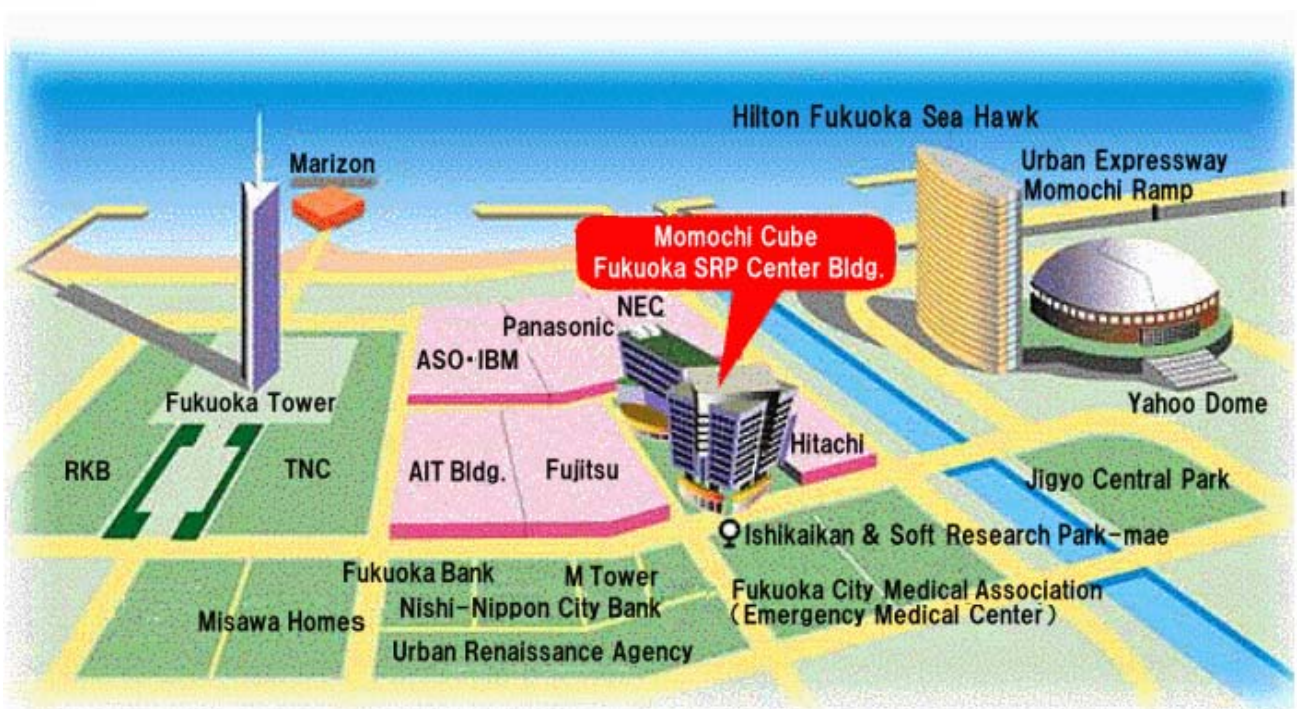 Hilton Fukuoka Sea Hawk
Marizon
Urban Expressway
Momochi Ramp
Momochi Cube
Fukuoka SRP Center Bldg.
NEC
Panasonic
ASO・IBM
Fukuoka Tower
Yahoo Dome
Hitachi
RKB
TNC
AIT Bldg.
Fujitsu
Jigyo Central Park
Ishikaikan & Soft Research Park-mae
Fukuoka Bank
M Tower
Fukuoka City Medical Association
(Emergency Medical Center)
Nishi-Nippon City Bank
Misawa Homes
Urban Renaissance Agency